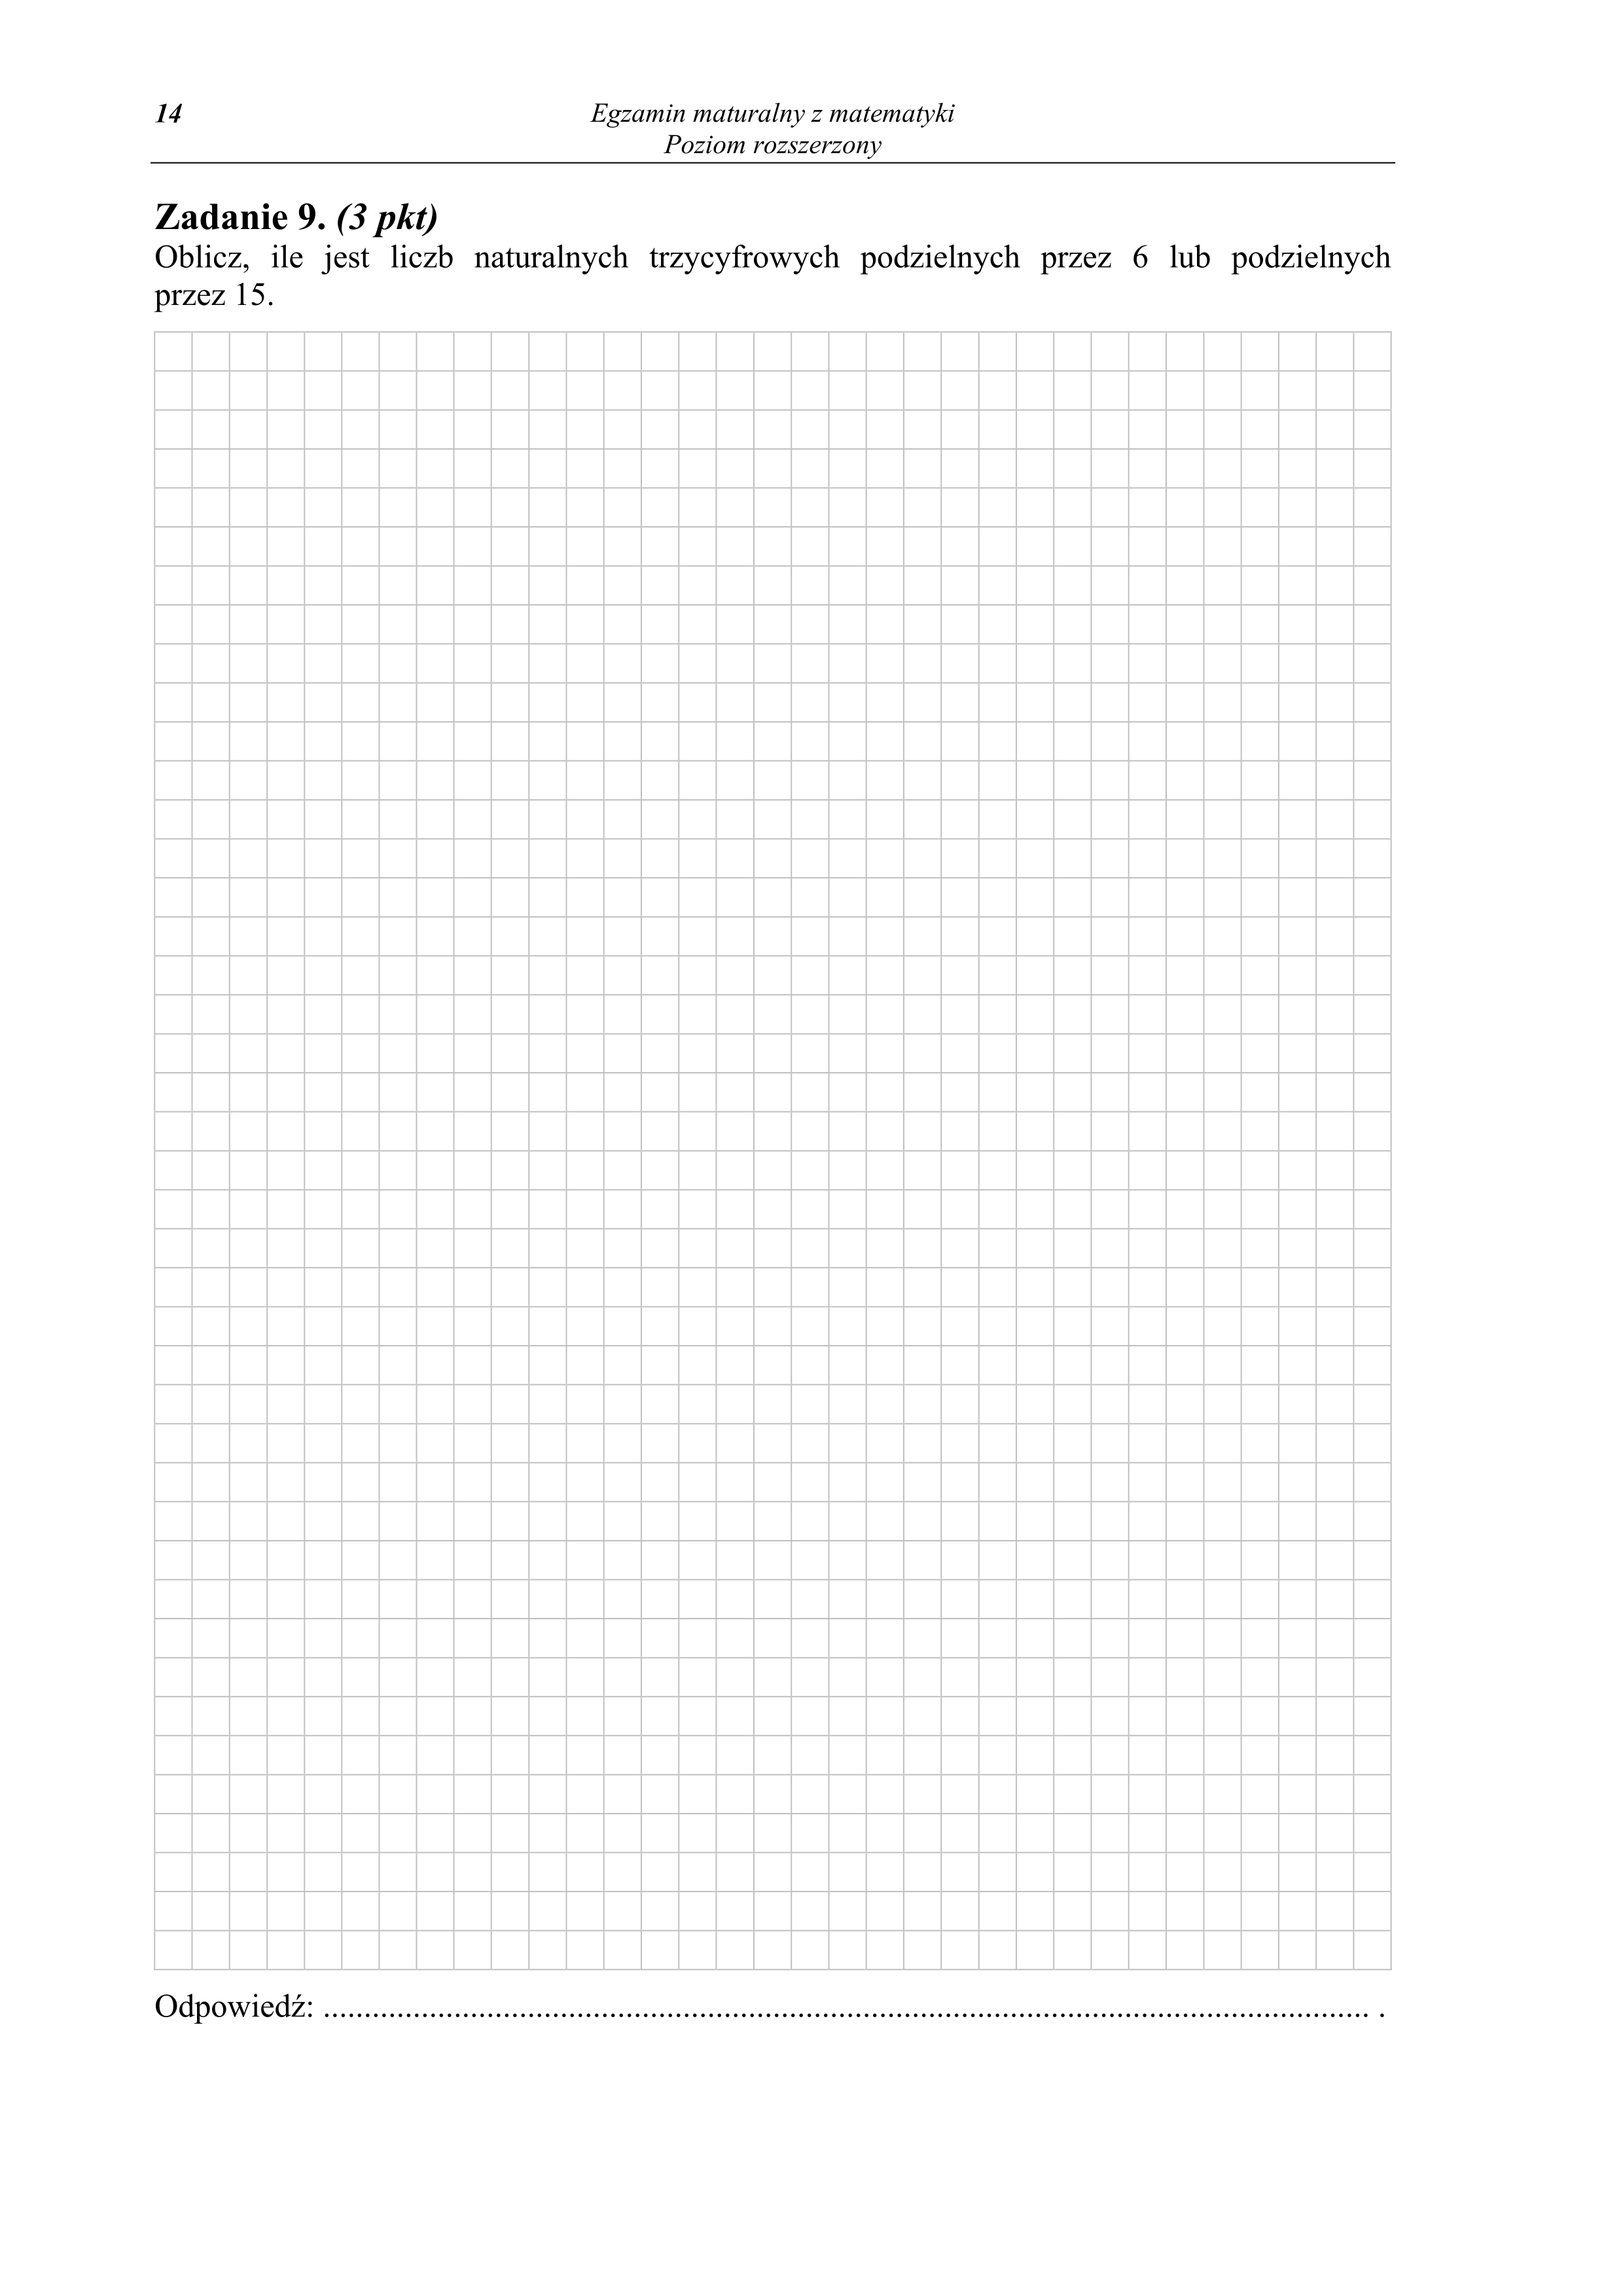 14
Egzamin maturalny z matematyki
Poziom rozszerzony
Zadanie 9. (3 pkt)
Oblicz, ile jest liczb naturalnych trzycyfrowych podzielnych przez 6 lub podzielnych
przez 15.
Odpowiedź: ................................................................................................................................ .